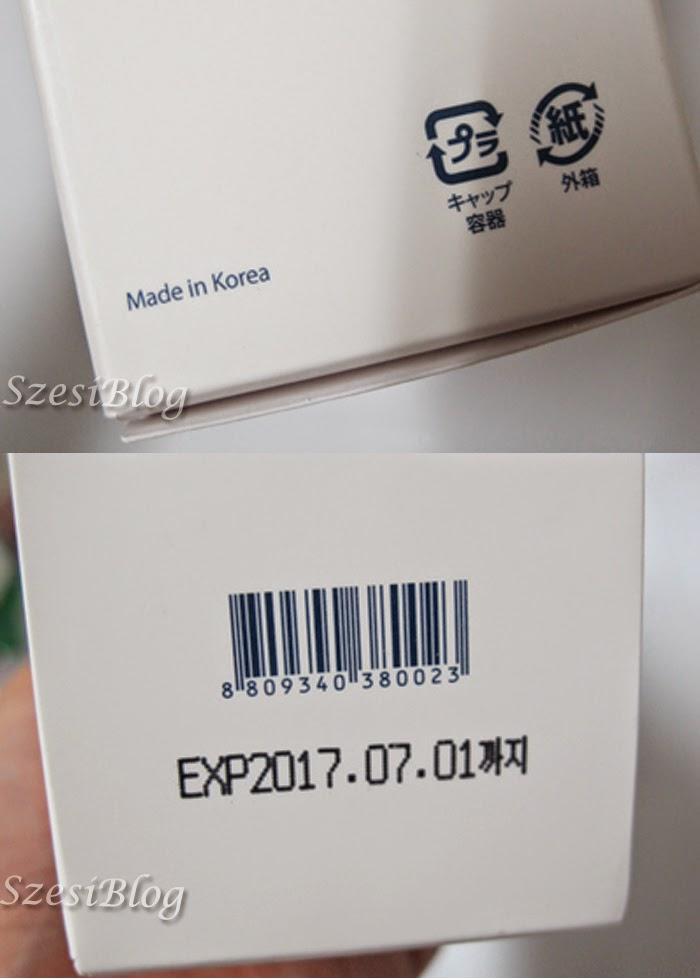 プラ
紙
キャップ
容器
外箱
Made in Korea
SzesiBlog
8 809340 380023
EXP2017.07.01까지
SzesiBlog